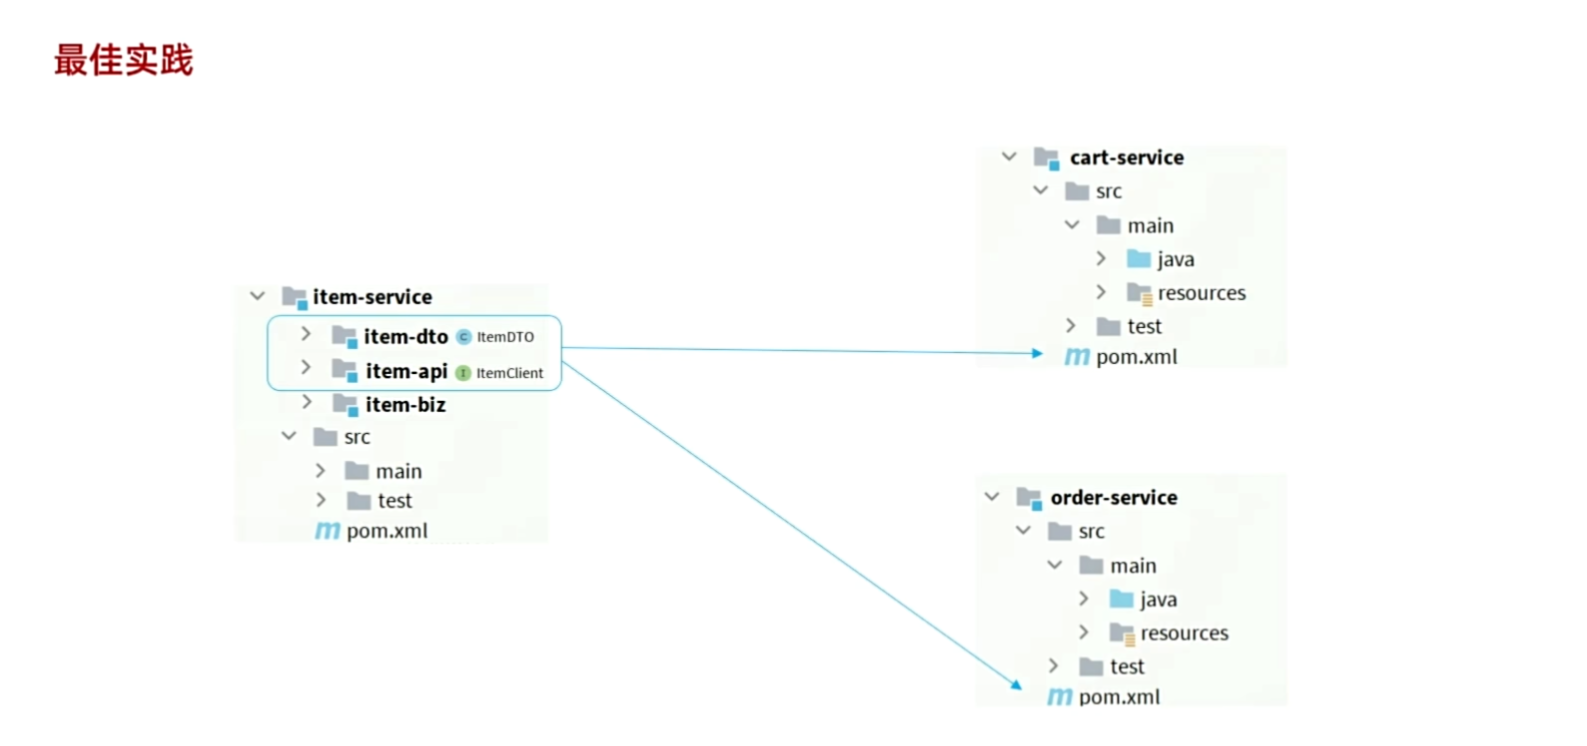 最佳实践
item-service
item-dto C ItemDTO
item-api I ItemClient
item-biz
src
main
test
m pom.xml
cart-service
src
main
java
resources
test
m pom.xml
order-service
src
main
java
resources
test
m pom.xml